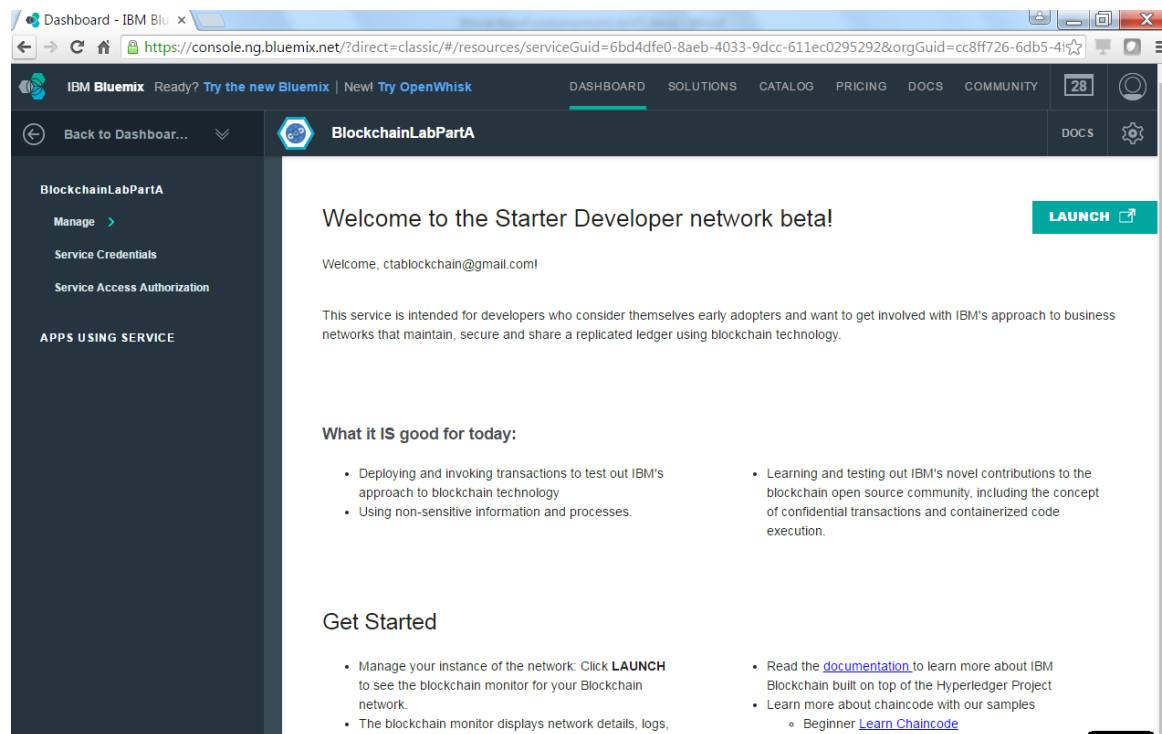 Dashboard - IBM Blu
https://console.ng.bluemix.net/?direct=classic/#/resources/serviceGuid=6bd4dfe0-8aeb-4033-9dcc-611ec0295292&orgGuid=cc8ff726-6db5-4
IBM Bluemix Ready? Try the new Bluemix | New! Try OpenWhisk DASHBOARD SOLUTIONS CATALOG PRICING DOCS COMMUNITY 28
Back to Dashboar... BlockchainLabPartA DOCS
BlockchainLabPartA
Manage
Service Credentials
Service Access Authorization
APPS USING SERVICE
Welcome to the Starter Developer network beta!
LAUNCH
Welcome, ctablockchain@gmail.com!
This service is intended for developers who consider themselves early adopters and want to get involved with IBM's approach to business
networks that maintain, secure and share a replicated ledger using blockchain technology.
What it IS good for today:
• Deploying and invoking transactions to test out IBM's
approach to blockchain technology
• Using non-sensitive information and processes.
• Learning and testing out IBM's novel contributions to the
blockchain open source community, including the concept
of confidential transactions and containerized code
execution.
Get Started
• Manage your instance of the network: Click LAUNCH
to see the blockchain monitor for your Blockchain
network.
• The blockchain monitor displays network details, logs,
• Read the documentation to learn more about IBM
Blockchain built on top of the Hyperledger Project
• Learn more about chaincode with our samples
◦ Beginner Learn Chaincode